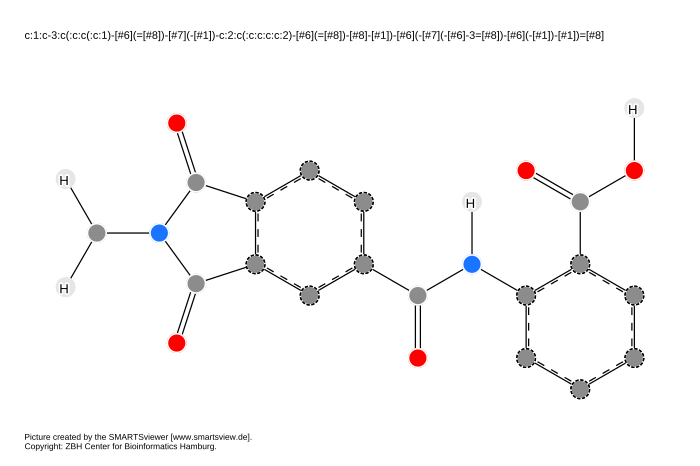 c:1:c-3:c(:c:c(:c:1)-[#6](=[#8])-[#7](-[#1])-c:2:c(:c:c:c:c:2)-[#6](=[#8])-[#8]-[#1])-[#6](-[#7](-[#6]-3=[#8])-[#6](-[#1])-[#1])=[#8]
H
H
H
H
Picture created by the SMARTSviewer [www.smartsview.de].
Copyright: ZBH Center for Bioinformatics Hamburg.